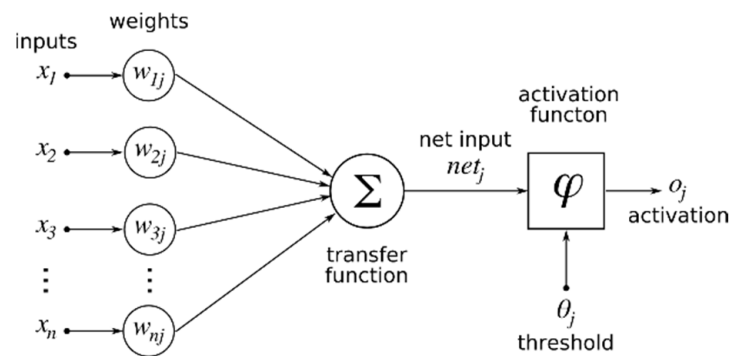 weights
inputs
x1 w1j
activation
functon
net input
x2 w2j
netj
Σ φ oj
activation
x3 w3j
transfer
function
θj
xn wnj
threshold